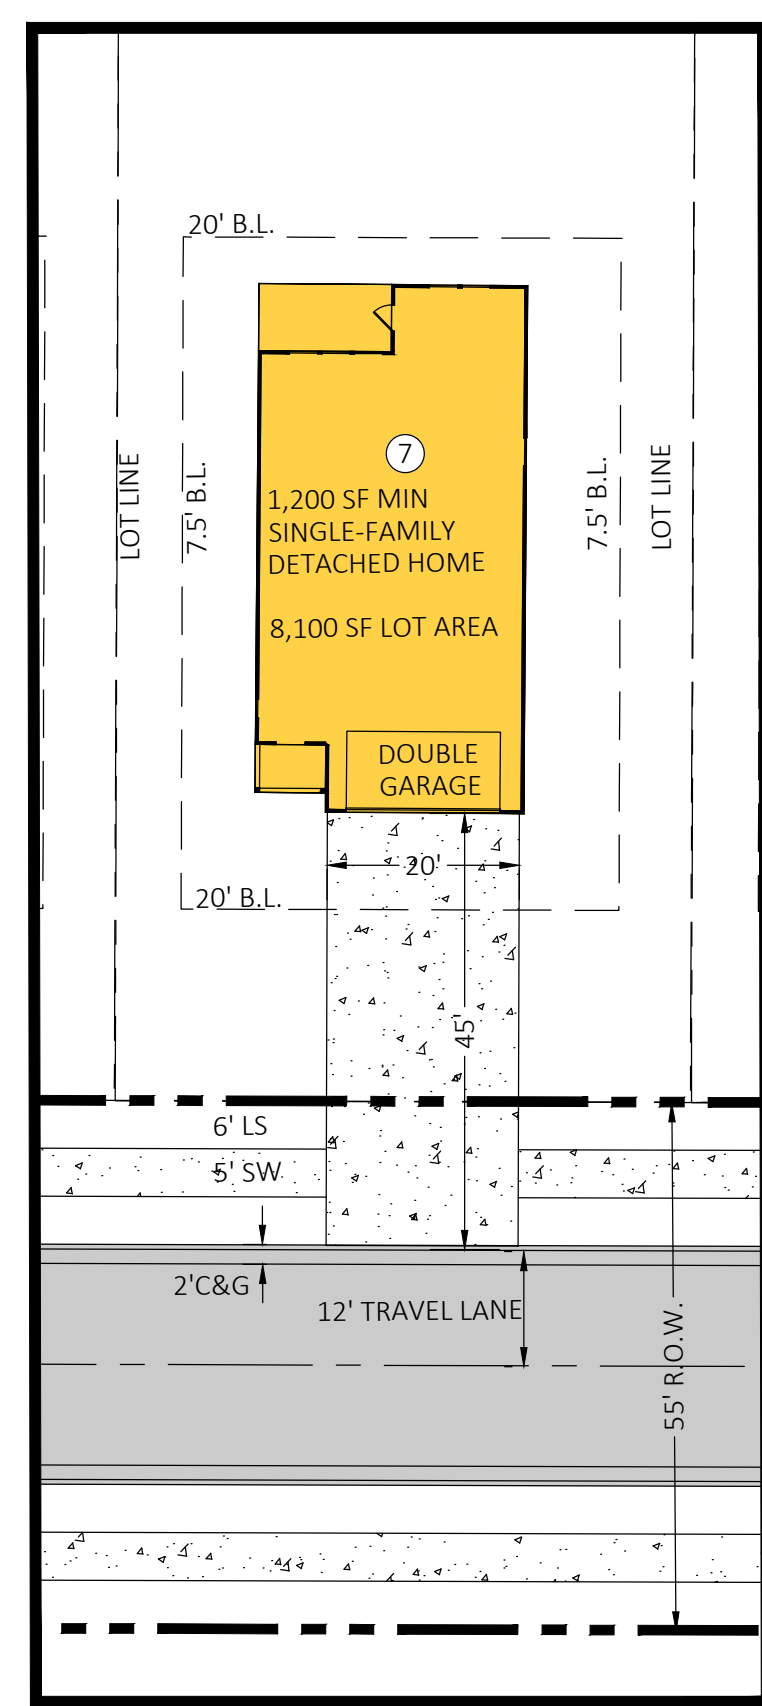 20' B.L.
LOT LINE
7.5' B.L.
7
1,200 SF MIN
SINGLE-FAMILY
DETACHED HOME
8,100 SF LOT AREA
7.5' B.L.
LOT LINE
DOUBLE
GARAGE
20'
20' B.L.
45'
6' LS
5' SW
2'C&G
12' TRAVEL LANE
55' R.O.W.